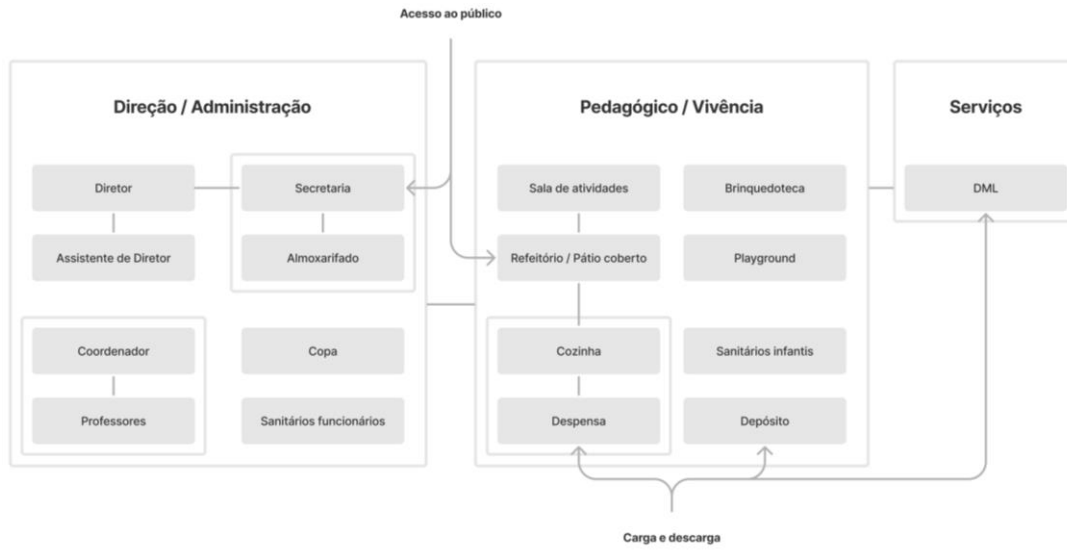 Acesso ao público
Direção / Administração
Pedagógico / Vivência
Serviços
Diretor
Secretaria
Sala de atividades
Brinquedoteca
DML
Assistente de Diretor
Almoxarifado
Refeitório / Pátio coberto
Playground
Coordenador
Copa
Cozinha
Sanitários infantis
Professores
Sanitários funcionários
Despensa
Depósito
Carga e descarga